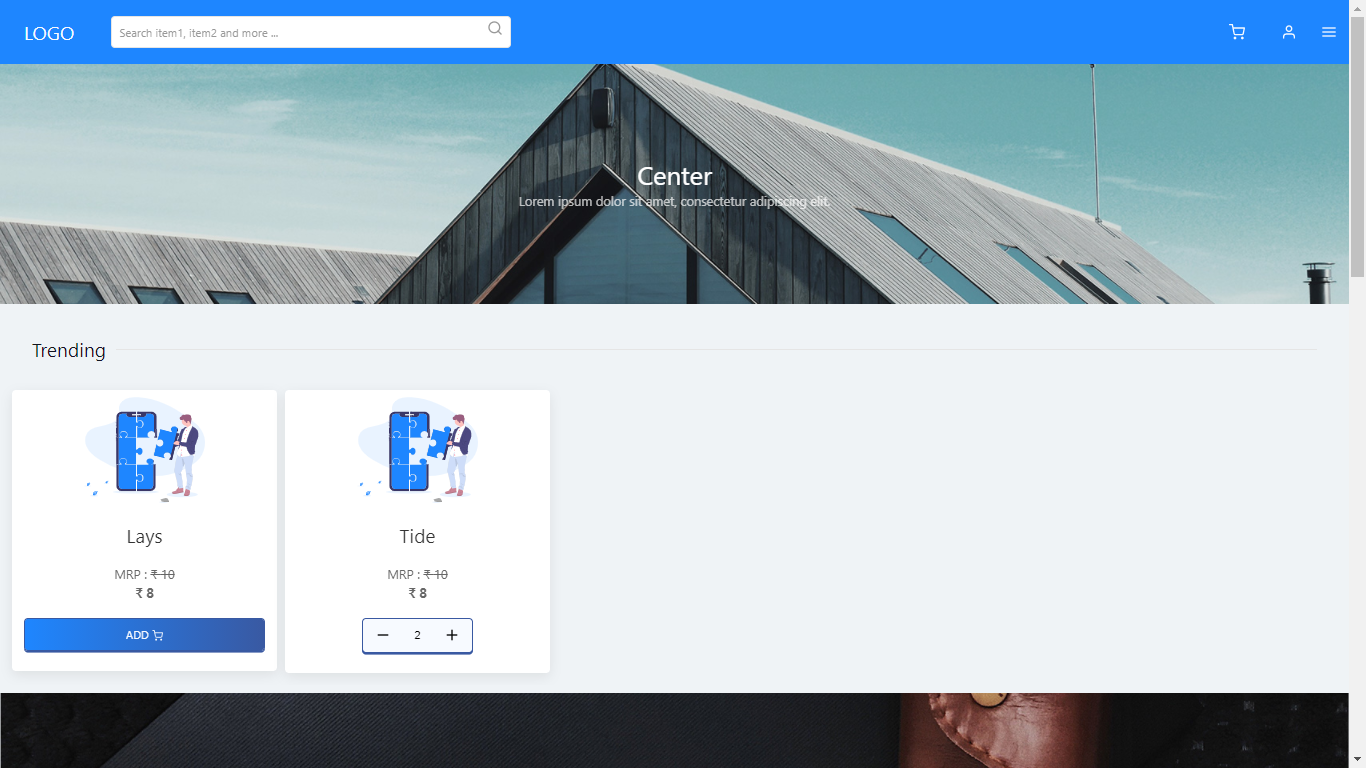 LOGO
Search item1, item2 and more ...
Center
Lorem ipsum dolor sit amet, consectetur adipiscing elit.
Trending
Lays
MRP : ₹ 10
₹ 8
ADD
Tide
MRP : ₹ 10
₹ 8
2